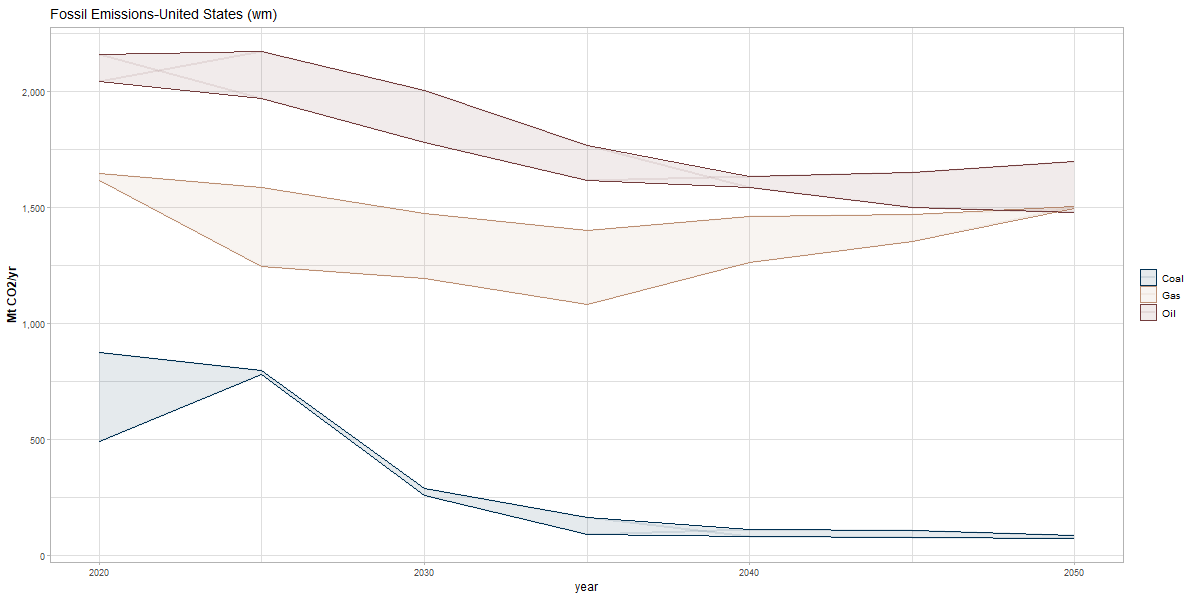 Fossil Emissions-United States (wm)
Mt CO2/yr
2,000
1,500
1,000
500
0
2020
2030
2040
2050
year
Coal
Gas
Oil